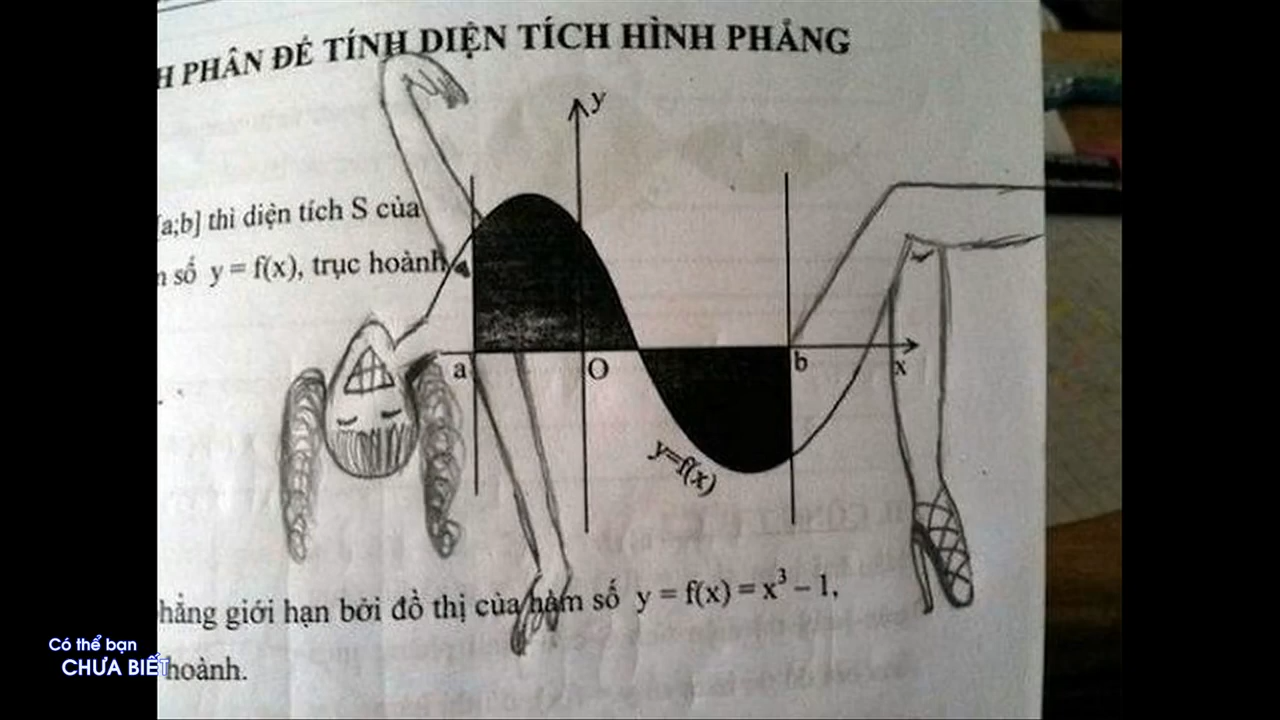 H PHÂN ĐỂ TÍNH DIỆN TÍCH HÌNH PHẲNG
y
[a;b] thì diện tích S của
số y = f(x), trục hoành
a
O
b
x
y=f(x)
hẳng giới hạn bởi đồ thị của hàm số y = f(x) = x³ – 1,
hoành.
Có thể bạn
CHƯA BIẾT